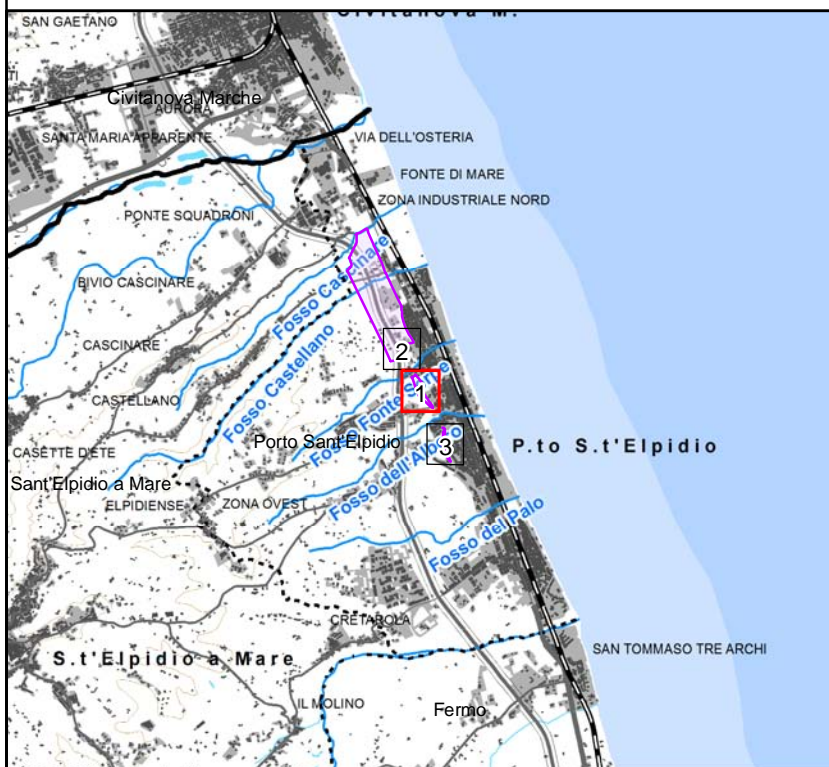 Civitanova M.
SAN GAETANO
TI
Civitanova Marche
AURORA
SANTA MARIA APPARENTE
VIA DELL'OSTERIA
FONTE DI MARE
ZONA INDUSTRIALE NORD
PONTE SQUADRONI
BIVIO CASCINARE
Fosso Cascinare
CASCINARE
2
Fosso Castellano
CASTELLANO
1
Porto Sant'Elpidio
P.to S.t'Elpidio
3
CASETTE D'ETE
Sant'Elpidio a Mare
ELPIDIENSE
ZONA OVEST
Fosso dell'Albero
Fosso del Palo
CRETAROLA
S.t'Elpidio a Mare
SAN TOMMASO TRE ARCHI
IL MOLINO
Fermo